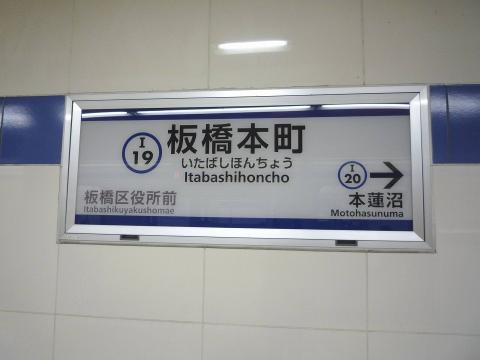 I
19
板橋本町
いたばしほんちょう
Itabashihoncho
板橋区役所前
Itabashikuyakushomae
I
20
本蓮沼
Motohasunuma